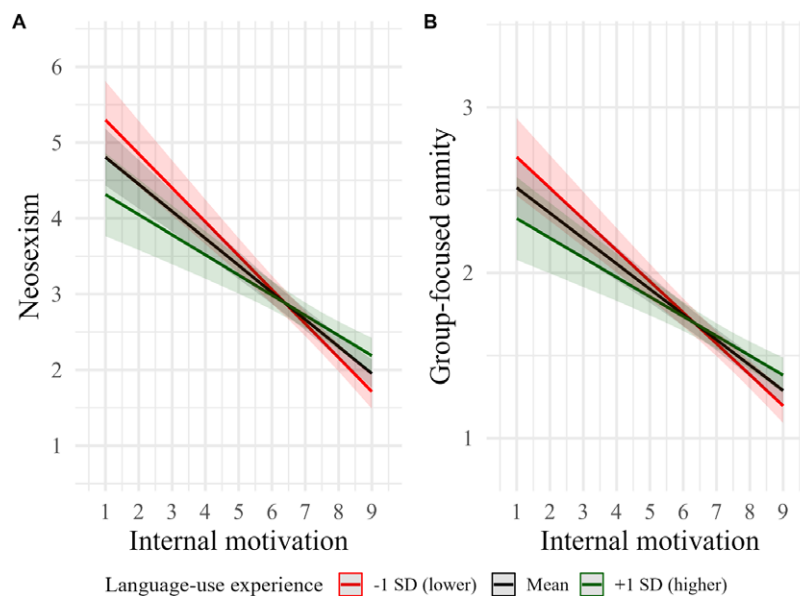 A
B
6
5
4
3
2
1
Neosexism
1 2 3 4 5 6 7 8 9
Internal motivation
3
2
1
Group-focused enmity
1 2 3 4 5 6 7 8 9
Internal motivation
Language-use experience -1 SD (lower) Mean +1 SD (higher)